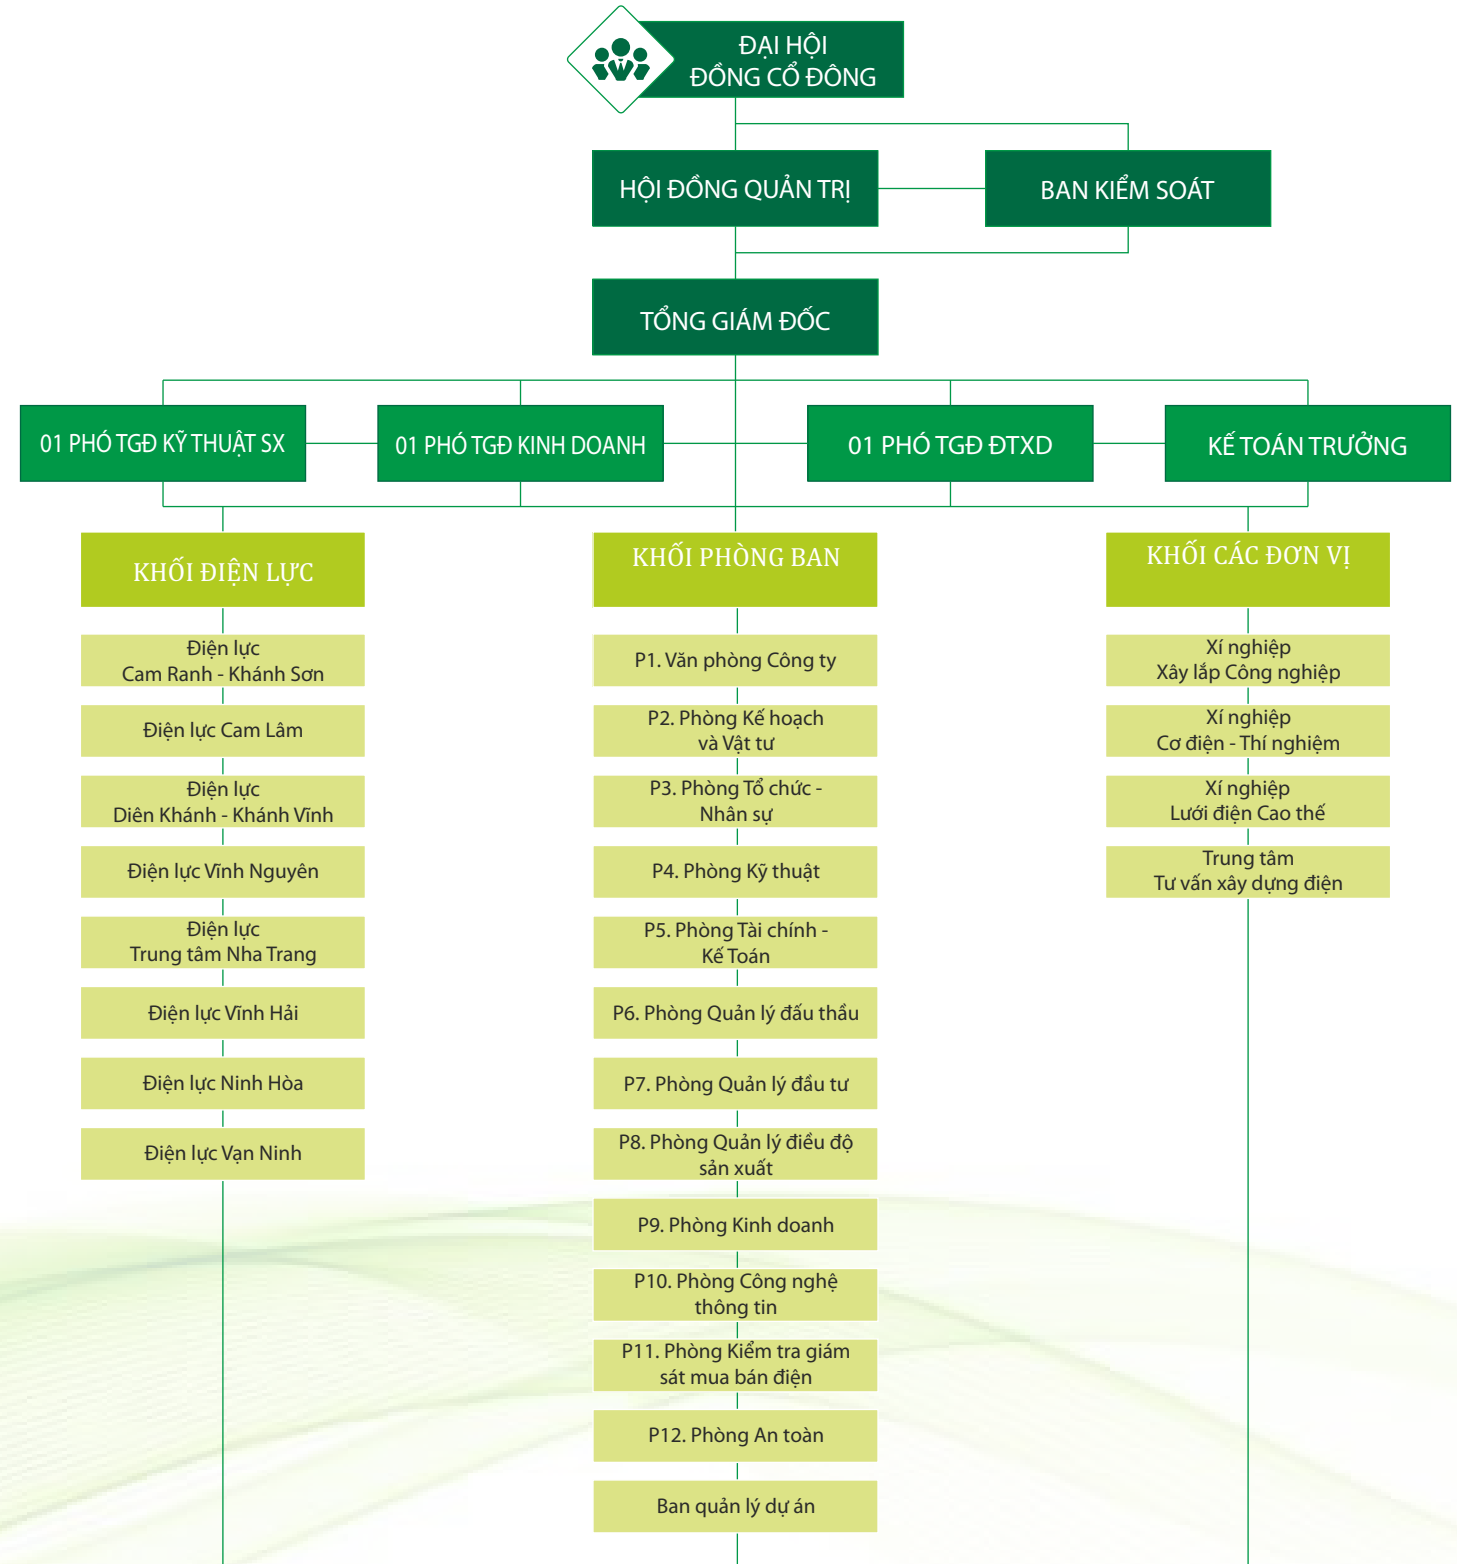 ĐẠI HỘI
ĐỒNG CỔ ĐÔNG
HỘI ĐỒNG QUẢN TRỊ
BAN KIỂM SOÁT
TỔNG GIÁM ĐỐC
01 PHÓ TGĐ KỸ THUẬT SX
01 PHÓ TGĐ KINH DOANH
01 PHÓ TGĐ ĐTXD
KẾ TOÁN TRƯỞNG
KHỐI ĐIỆN LỰC
Điện lực
Cam Ranh - Khánh Sơn
Điện lực Cam Lâm
Điện lực
Diên Khánh - Khánh Vĩnh
Điện lực Vĩnh Nguyên
Điện lực
Trung tâm Nha Trang
Điện lực Vĩnh Hải
Điện lực Ninh Hòa
Điện lực Vạn Ninh
KHỐI PHÒNG BAN
P1. Văn phòng Công ty
P2. Phòng Kế hoạch
và Vật tư
P3. Phòng Tổ chức -
Nhân sự
P4. Phòng Kỹ thuật
P5. Phòng Tài chính -
Kế Toán
P6. Phòng Quản lý đấu thầu
P7. Phòng Quản lý đầu tư
P8. Phòng Quản lý điều độ
sản xuất
P9. Phòng Kinh doanh
P10. Phòng Công nghệ
thông tin
P11. Phòng Kiểm tra giám
sát mua bán điện
P12. Phòng An toàn
Ban quản lý dự án
KHỐI CÁC ĐƠN VỊ
Xí nghiệp
Xây lắp Công nghiệp
Xí nghiệp
Cơ điện - Thí nghiệm
Xí nghiệp
Lưới điện Cao thế
Trung tâm
Tư vấn xây dựng điện